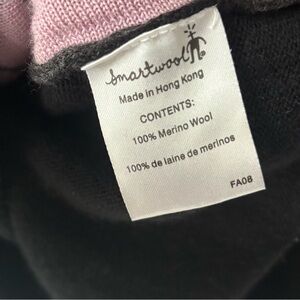 Smartwool
Made in Hong Kong
CONTENTS:
100% Merino Wool
100% de laine de merinos
FA08